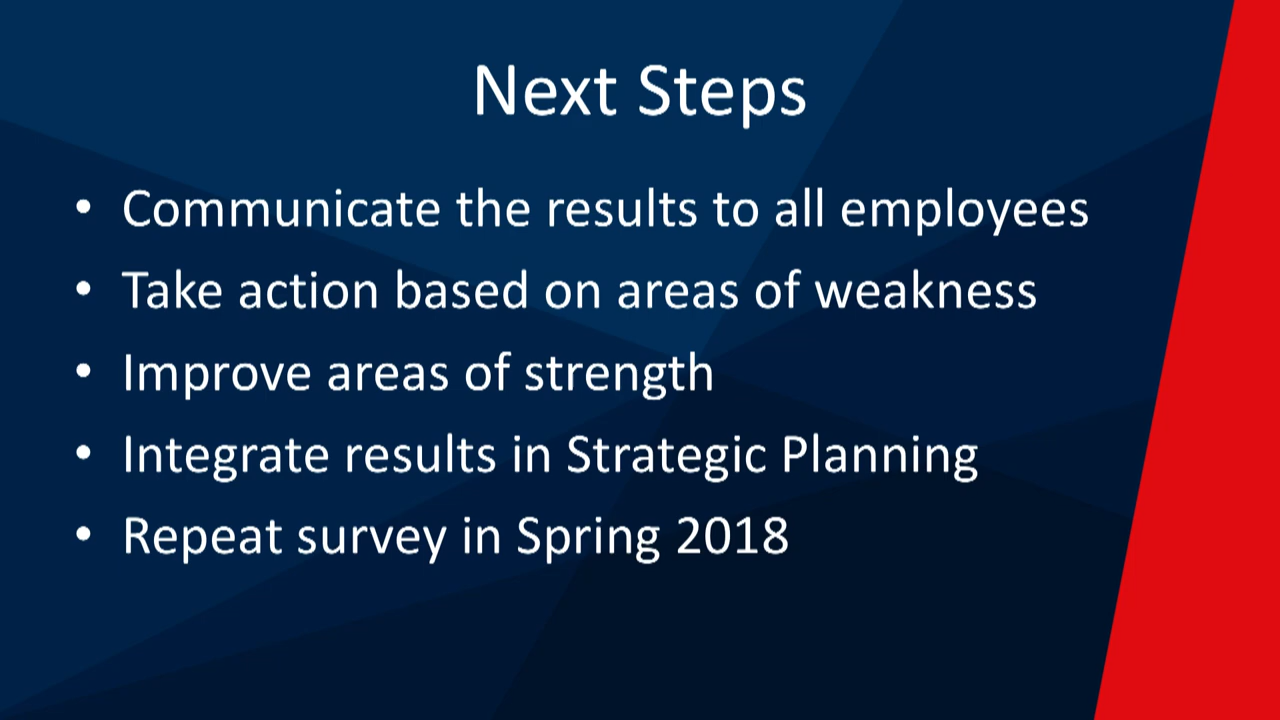 Next Steps
• Communicate the results to all employees
• Take action based on areas of weakness
• Improve areas of strength
• Integrate results in Strategic Planning
• Repeat survey in Spring 2018